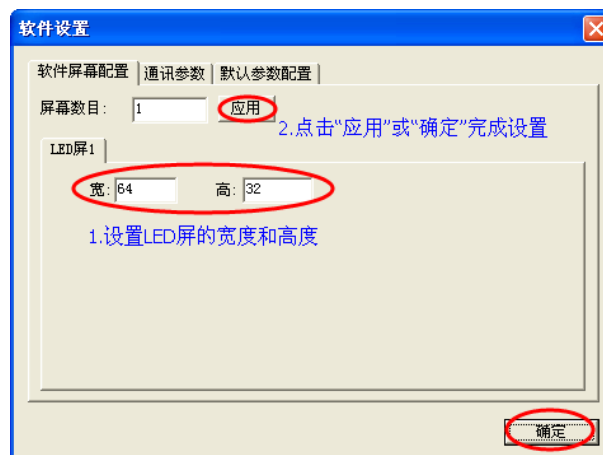 软件设置
软件屏幕配置 通讯参数 默认参数配置
屏幕数目: 1 应用
2.点击“应用”或“确定”完成设置
LED屏1
宽: 64 高: 32
1.设置LED屏的宽度和高度
确定